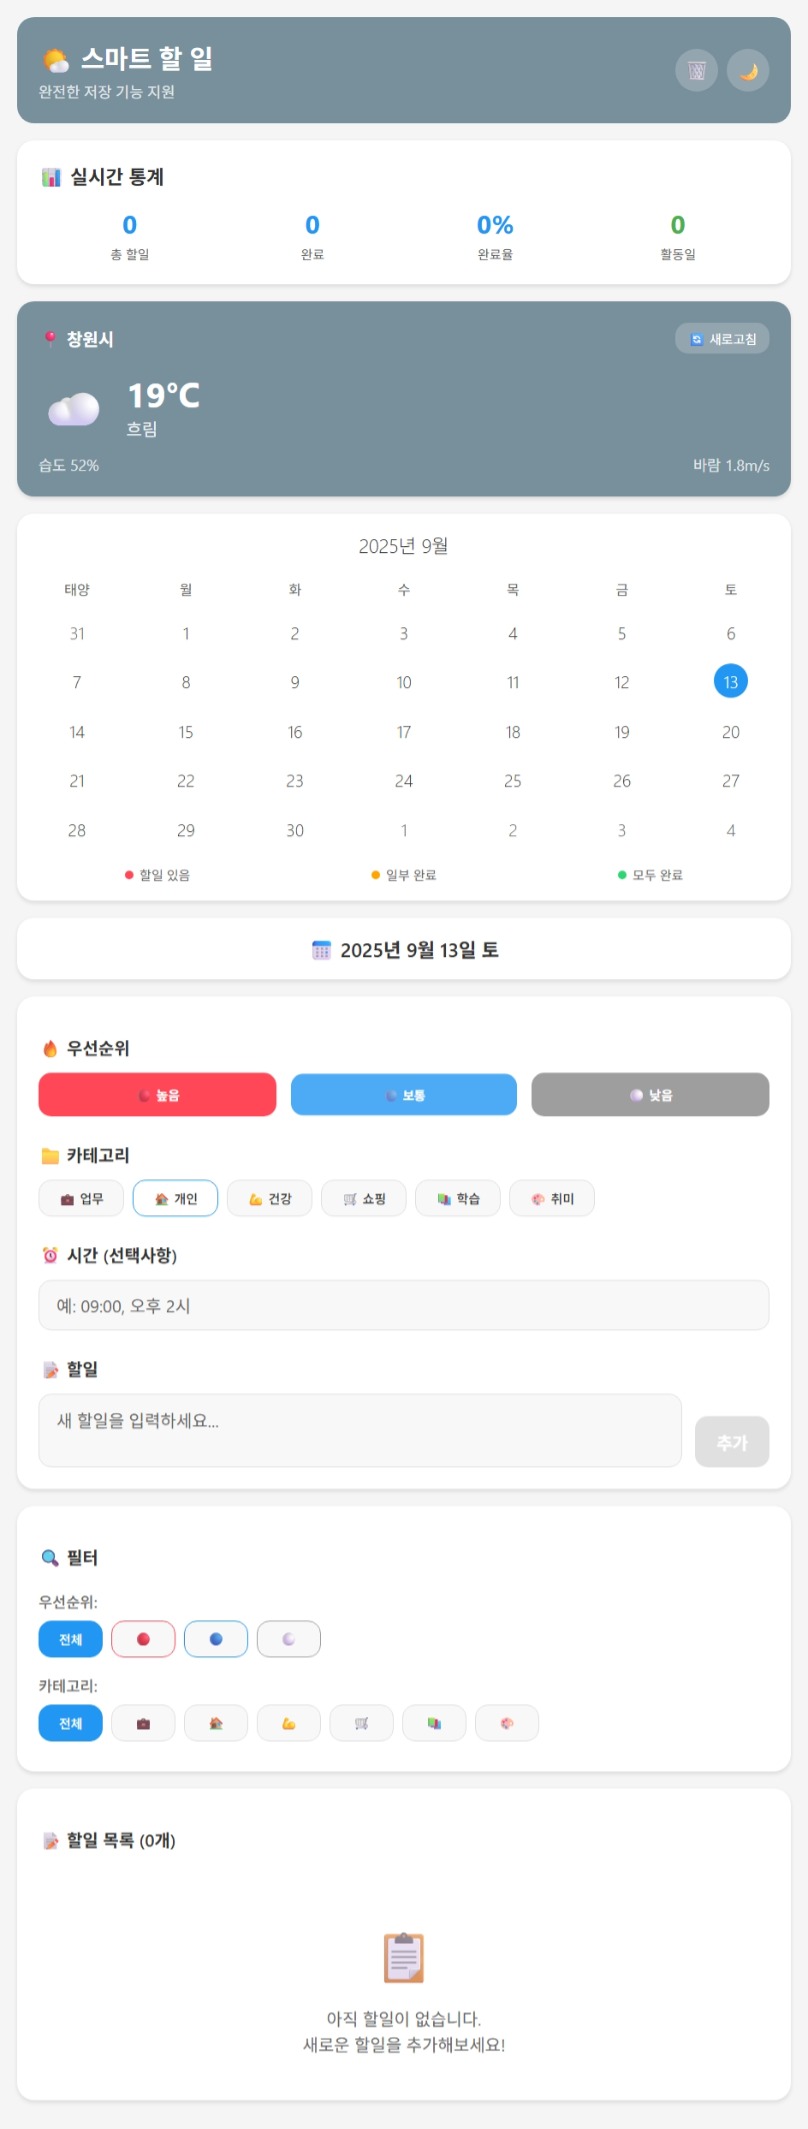 스마트 할 일
완전한 저장 기능 지원
실시간 통계
0 0 0% 0
총 할일 완료 완료율 활동일
창원시 새로고침
19°C
흐림
습도 52% 바람 1.8m/s
2025년 9월
태양 월 화 수 목 금 토
31 1 2 3 4 5 6
7 8 9 10 11 12 13
14 15 16 17 18 19 20
21 22 23 24 25 26 27
28 29 30 1 2 3 4
할일 있음 일부 완료 모두 완료
2025년 9월 13일 토
우선순위
높음 보통 낮음
카테고리
업무 개인 건강 쇼핑 학습 취미
시간 (선택사항)
예: 09:00, 오후 2시
할일
새 할일을 입력하세요...
추가
필터
우선순위:
전체
카테고리:
전체
할일 목록 (0개)
아직 할일이 없습니다.
새로운 할일을 추가해보세요!